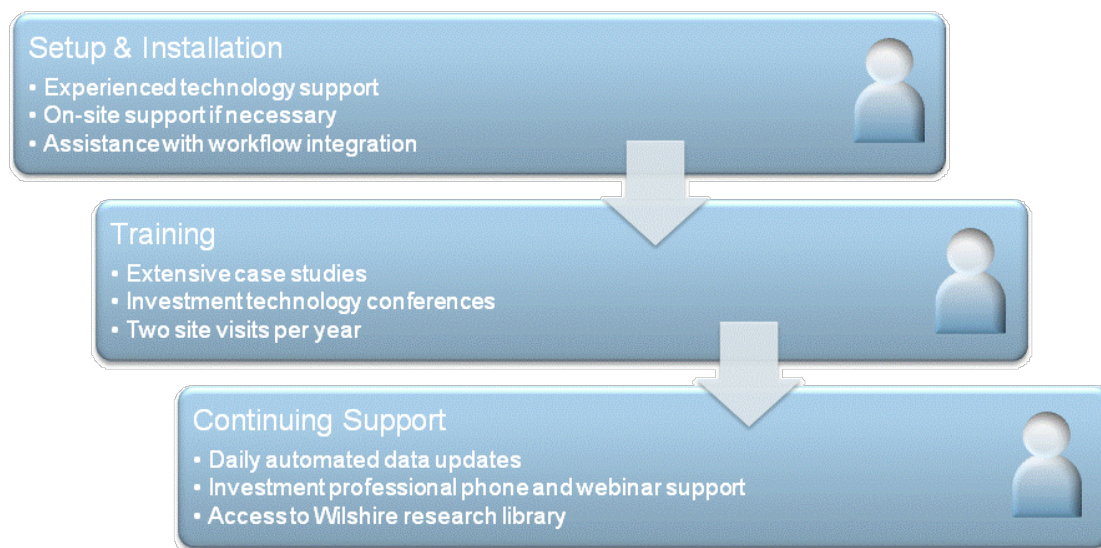 Setup & Installation
▪ Experienced technology support
▪ On-site support if necessary
▪ Assistance with workflow integration
Training
▪ Extensive case studies
▪ Investment technology conferences
▪ Two site visits per year
Continuing Support
▪ Daily automated data updates
▪ Investment professional phone and webinar support
▪ Access to Wilshire research library